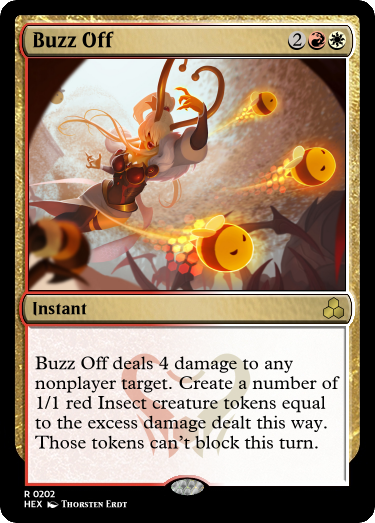 Buzz Off
2
Instant
Buzz Off deals 4 damage to any
nonplayer target. Create a number of
1/1 red Insect creature tokens equal
to the excess damage dealt this way.
Those tokens can't block this turn.
R 0202
HEX Thorsten Erdt